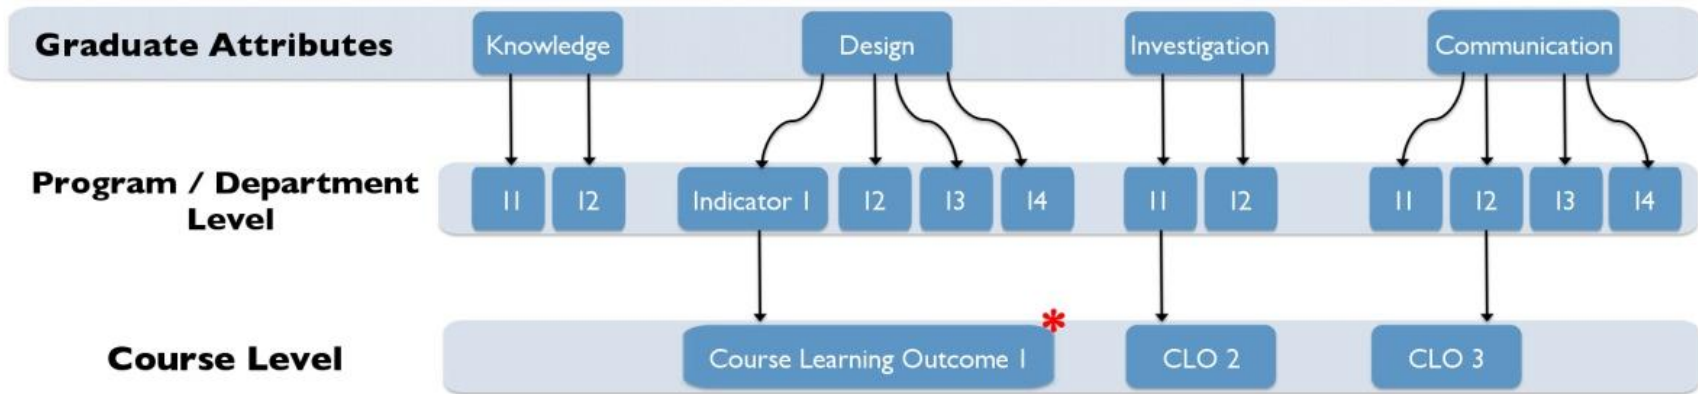 Graduate Attributes
Knowledge
Design
Investigation
Communication
Program / Department
Level
I1
I2
Indicator 1
I2
I3
I4
I1
I2
I1
I2
I3
I4
Course Level
Course Learning Outcome 1
*
CLO 2
CLO 3